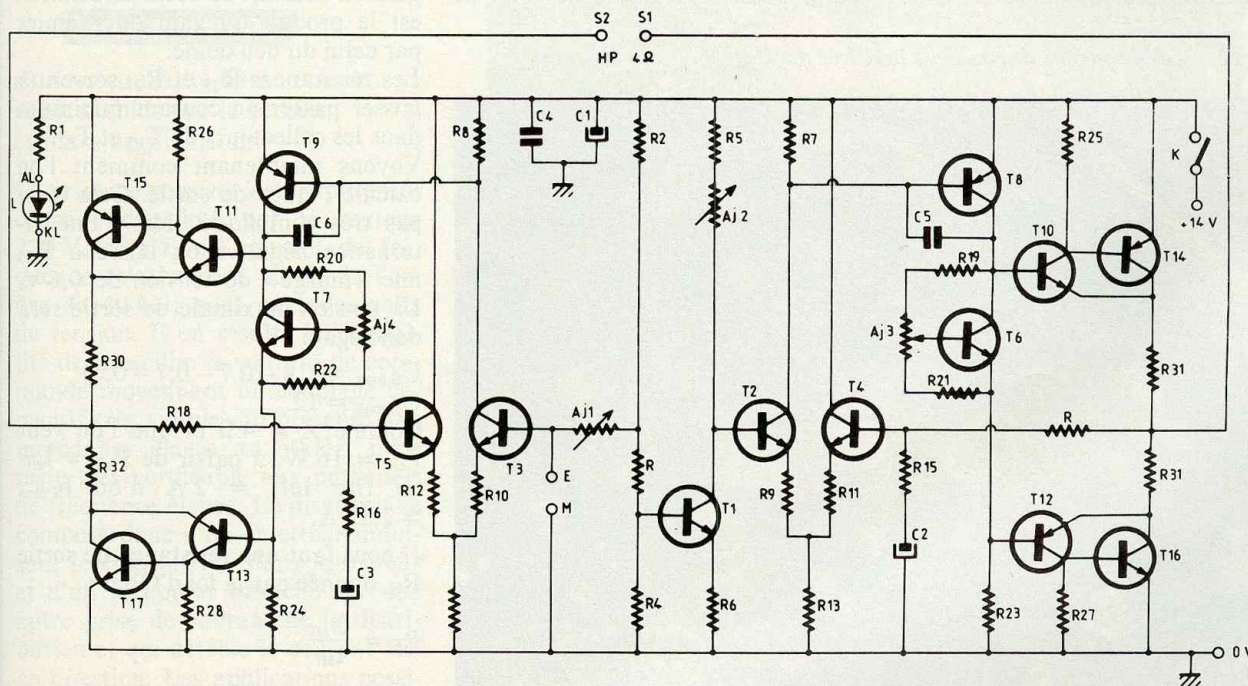 S2 S1
HP 4Ω
R1
R26
T9
R8
C4
C1
R2
R5
R7
T8
R25
K
+14 V
AL
L
KL
T15
T11
C6
Aj2
C5
T10
T14
R20
T7
Aj4
R22
R19
Aj3
T6
R21
R30
R31
R18
T5
T3
Aj1
T2
T4
R
R32
R16
R12
R10
E
M
R
T1
R9
R11
R15
R31
T12
T16
T17
T13
R28
R24
C3
R4
R6
R13
C2
R23
R27
0 V